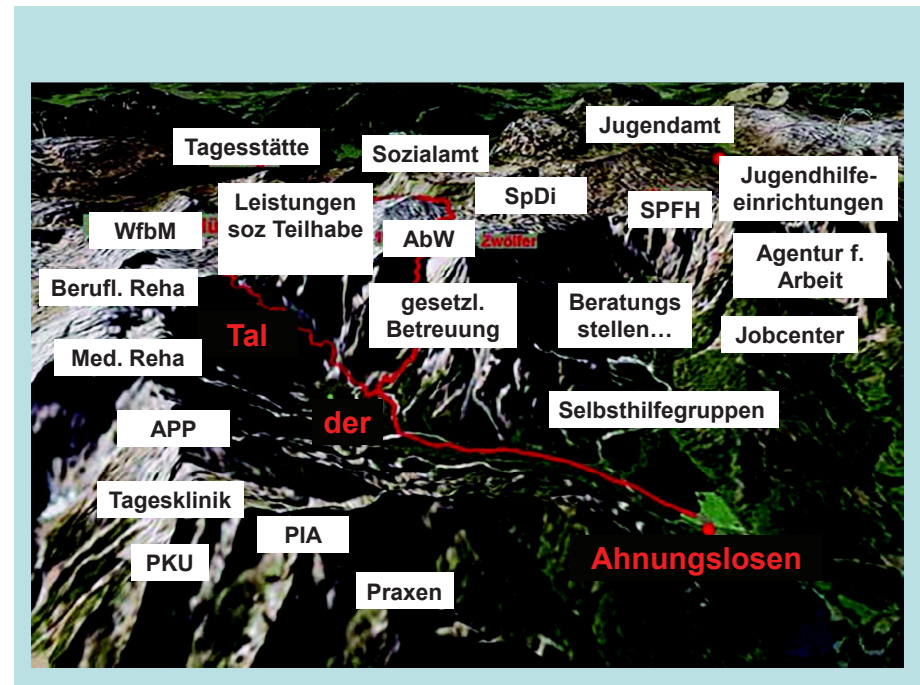 Jugendamt
Tagesstätte
Sozialamt
Jugendhilfe-
einrichtungen
SpDi
SPFH
Leistungen
soz Teilhabe
WfbM
AbW
Zwölfer
Agentur f.
Arbeit
Berufl. Reha
gesetzl.
Betreuung
Beratungs
stellen…
Tal
Jobcenter
Med. Reha
der
Selbsthilfegruppen
APP
Tagesklinik
PIA
PKU
Ahnungslosen
Praxen